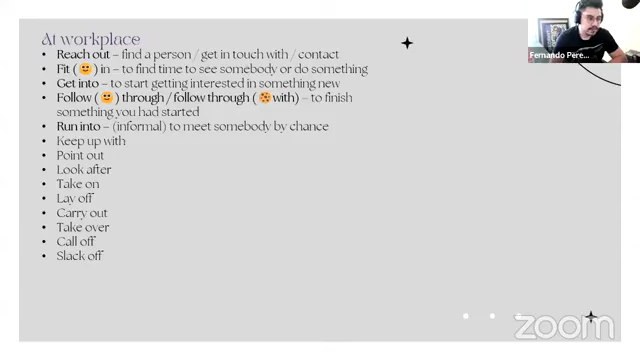 At workplace
• Reach out – find a person / get in touch with / contact
• Fit (🙂) in – to find time to see somebody or do something
• Get into – to start getting interested in something new
• Follow (🙂) through / follow through (🍪 with) – to finish
something you had started
• Run into – (informal) to meet somebody by chance
• Keep up with
• Point out
• Look after
• Take on
• Lay off
• Carry out
• Take over
• Call off
• Slack off
Fernando Pere...
zoom